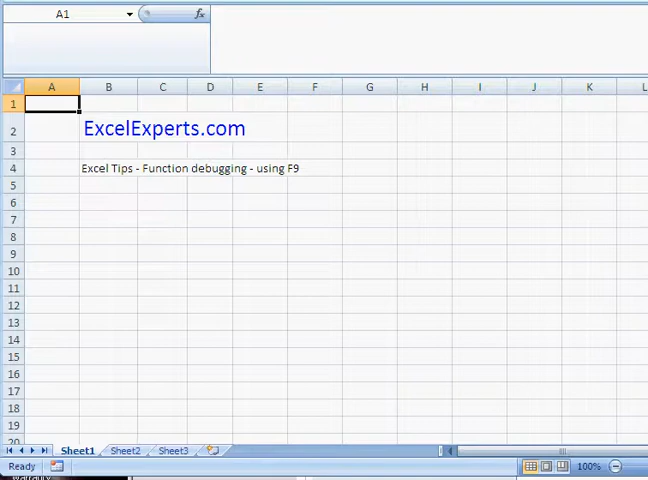 A1 fx
A B C D E F G H I J K L
1
2 ExcelExperts.com
3
4 Excel Tips - Function debugging - using F9
5
6
7
8
9
10
11
12
13
14
15
16
17
18
19
20
Sheet1 Sheet2 Sheet3
Ready 100%
warranty